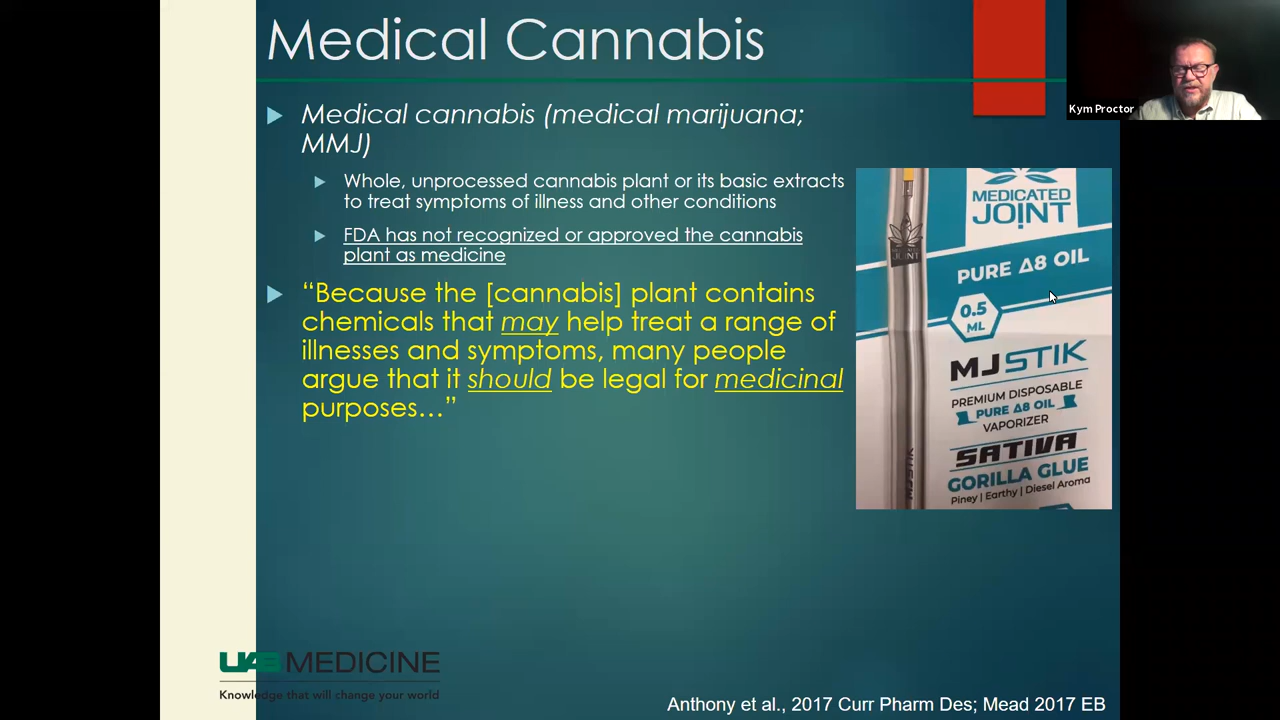 Medical Cannabis
Kym Proctor
Medical cannabis (medical marijuana;
MMJ)
Whole, unprocessed cannabis plant or its basic extracts
to treat symptoms of illness and other conditions
FDA has not recognized or approved the cannabis
plant as medicine
“Because the [cannabis] plant contains
chemicals that may help treat a range of
illnesses and symptoms, many people
argue that it should be legal for medicinal
purposes…”
MEDICATED
JOINT
MEDICATED
JOINT
PURE Δ8 OIL
0.5
ML
MJSTIK
PREMIUM DISPOSABLE
PURE Δ8 OIL
VAPORIZER
SATIVA
GORILLA GLUE
Piney | Earthy | Diesel Aroma
MJSTIK
UAB MEDICINE
Knowledge that will change your world
Anthony et al., 2017 Curr Pharm Des; Mead 2017 EB